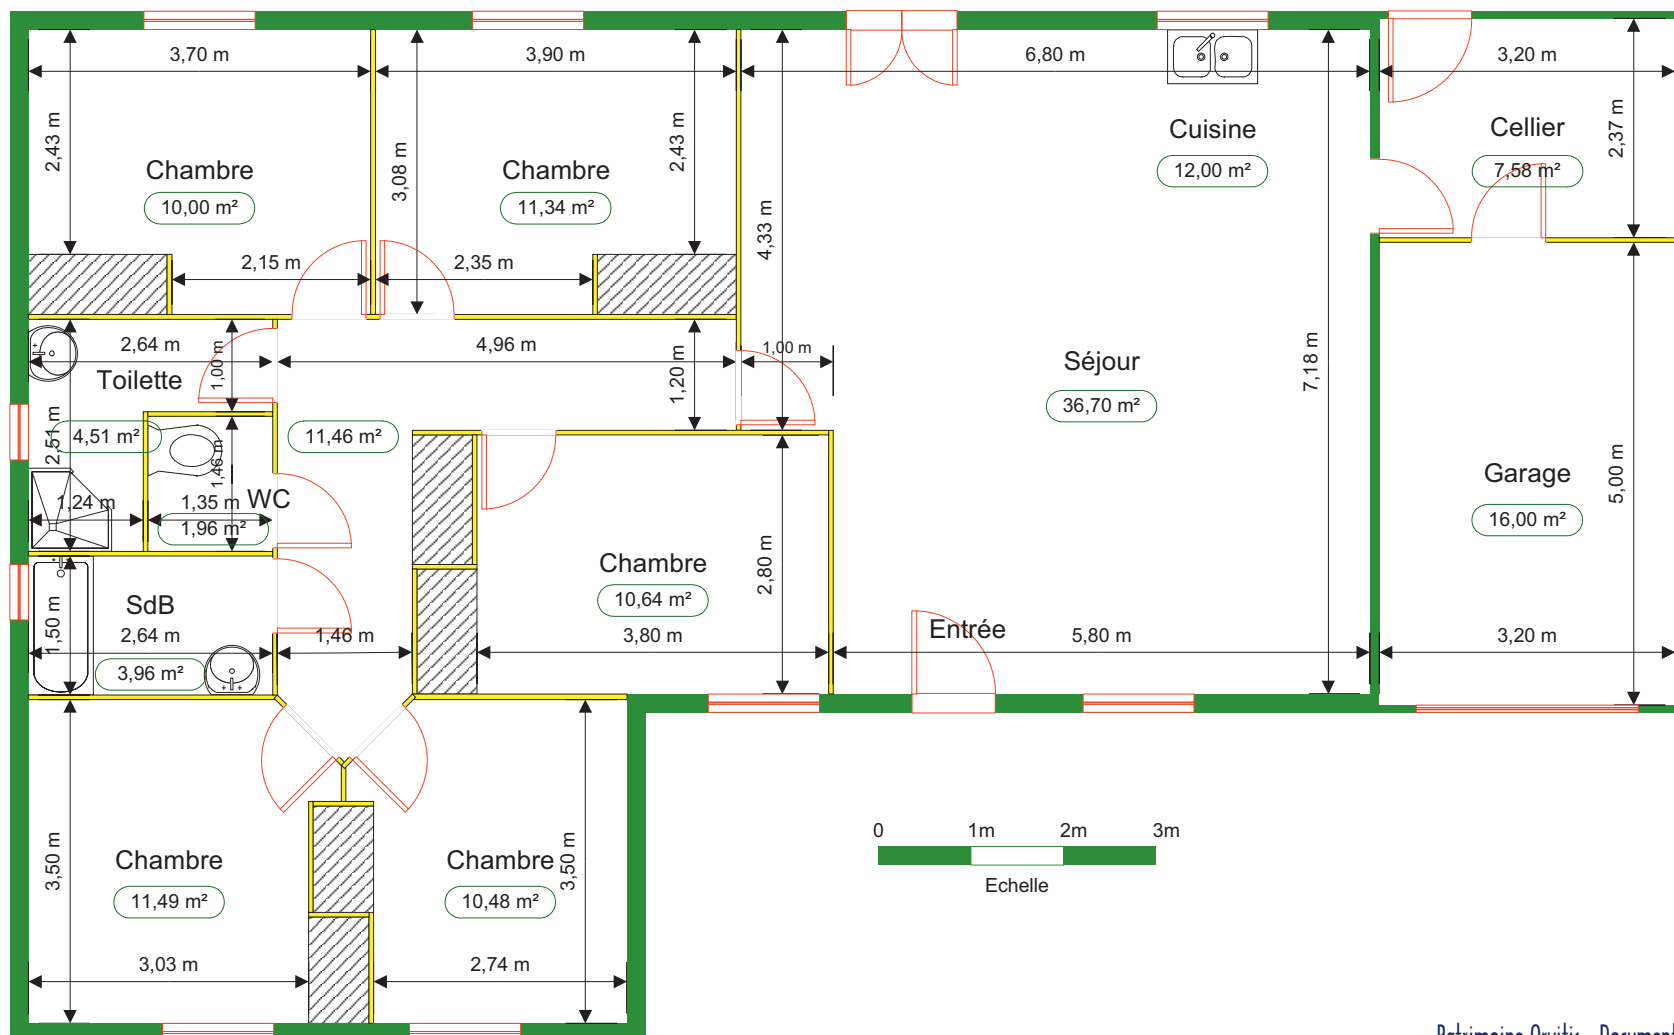 3,70 m
3,90 m
6,80 m
3,20 m
2,43 m
3,08 m
2,43 m
4,33 m
7,18 m
2,37 m
Chambre
10,00 m²
Chambre
11,34 m²
Cuisine
12,00 m²
Cellier
7,58 m²
2,15 m
2,35 m
2,64 m
1,00 m
4,96 m
1,20 m
1,00 m
Toilette
4,51 m²
2,51 m
11,46 m²
1,46 m
Séjour
36,70 m²
1,24 m
1,35 m
WC
1,96 m²
Garage
16,00 m²
5,00 m
Chambre
10,64 m²
2,80 m
3,80 m
SdB
1,50 m
2,64 m
3,96 m²
1,46 m
Entrée
5,80 m
3,20 m
Chambre
11,49 m²
3,50 m
3,03 m
Chambre
10,48 m²
3,50 m
2,74 m
0 1m 2m 3m
Echelle
Patrimoine Orvitis - Document